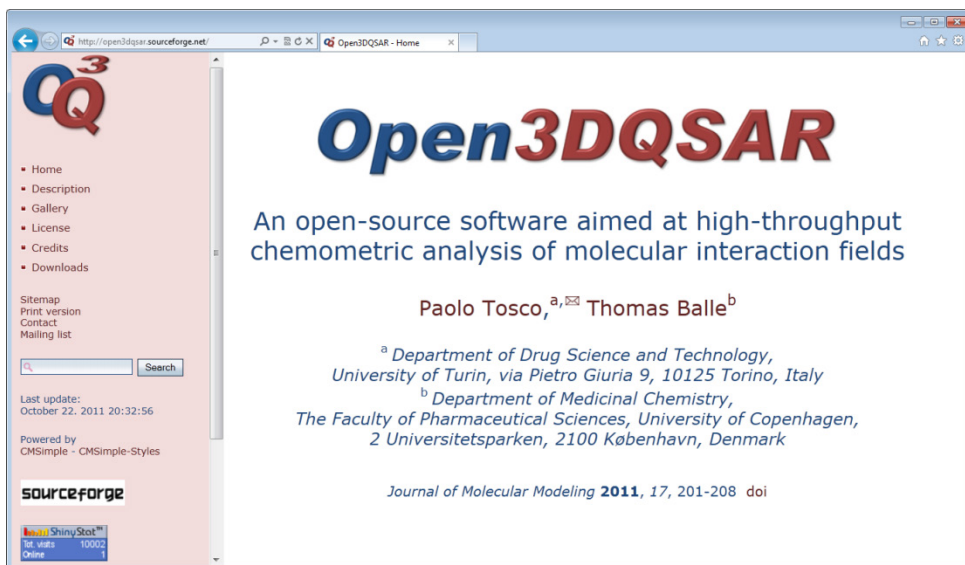 http://open3dqsar.sourceforge.net/
Open3DQSAR - Home
OQ3
Home
Description
Gallery
License
Credits
Downloads
Sitemap
Print version
Contact
Mailing list
Search
Last update:
October 22. 2011 20:32:56
Powered by
CMSimple - CMSimple-Styles
sourceforge
ShinyStat™
Tot. visits 10002
Online 1
Open3DQSAR
An open-source software aimed at high-throughput
chemometric analysis of molecular interaction fields
Paolo Tosco,a,✉ Thomas Balleb
a Department of Drug Science and Technology,
University of Turin, via Pietro Giuria 9, 10125 Torino, Italy
b Department of Medicinal Chemistry,
The Faculty of Pharmaceutical Sciences, University of Copenhagen,
2 Universitetsparken, 2100 København, Denmark
Journal of Molecular Modeling 2011, 17, 201-208 doi